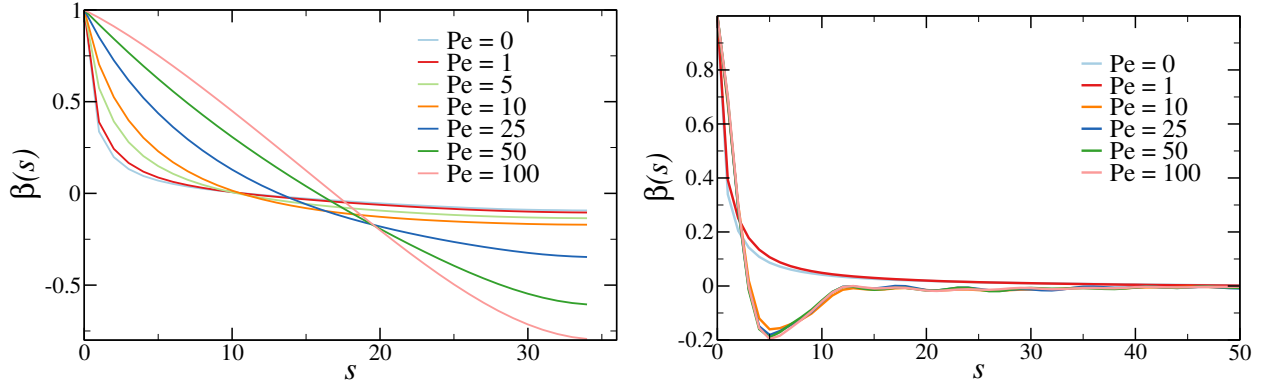 1
0.5
0
-0.5
β(s)
0
10
20
30
s
Pe = 0
Pe = 1
Pe = 5
Pe = 10
Pe = 25
Pe = 50
Pe = 100
0.8
0.6
0.4
0.2
0
-0.2
β(s)
0
10
20
30
40
50
s
Pe = 0
Pe = 1
Pe = 10
Pe = 25
Pe = 50
Pe = 100